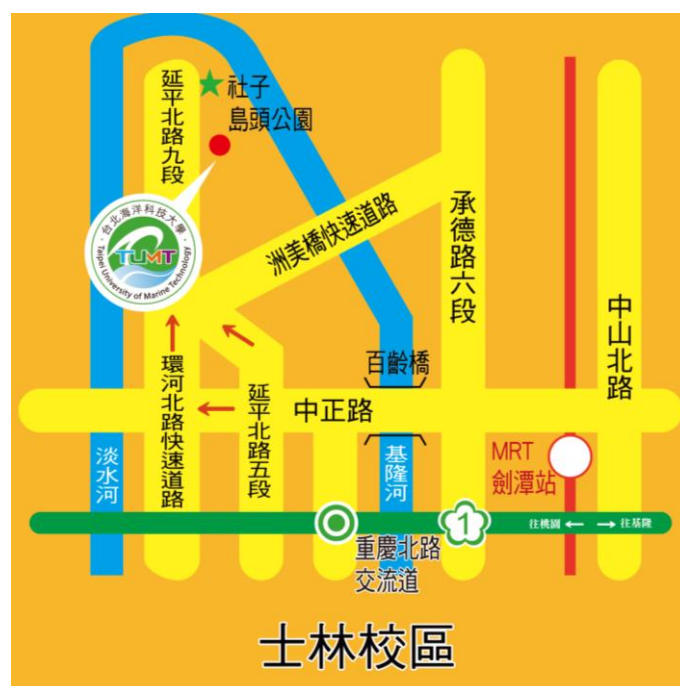 延平北路九段
社子
島頭公園
台北海洋科技大學
TUMT
Taipei University of Marine Technology
洲美橋快速道路
承德路六段
中山北路
百齡橋
環河北路快速道路
延平北路五段
中正路
淡水河
基隆河
MRT
劍潭站
1
往桃園 ← → 往基隆
重慶北路
交流道
士林校區